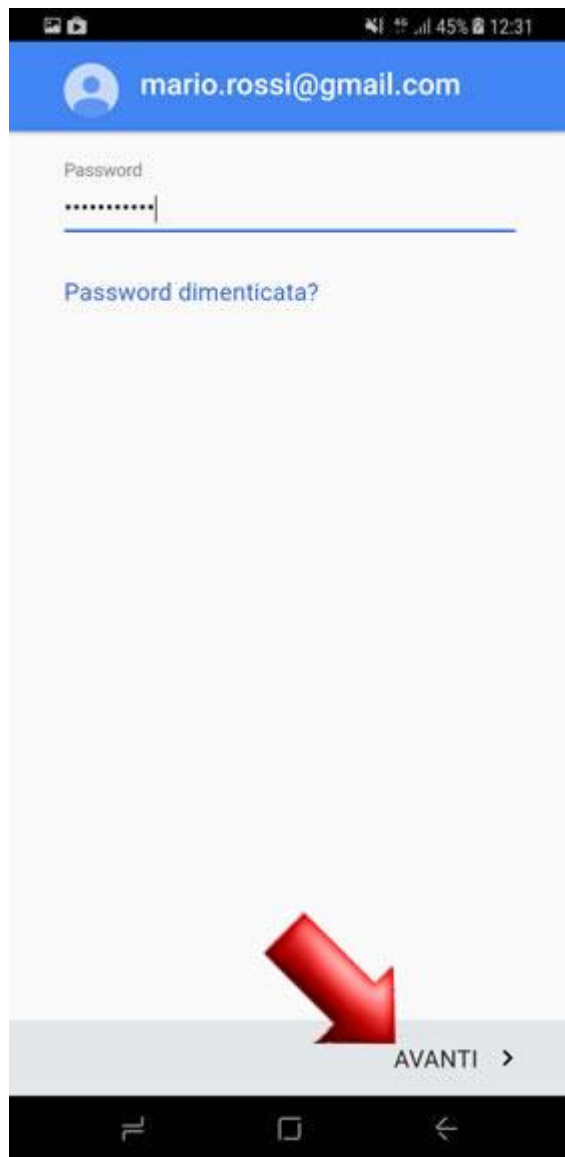 45% 12:31
mario.rossi@gmail.com
Password
•••••••••••
Password dimenticata?
AVANTI